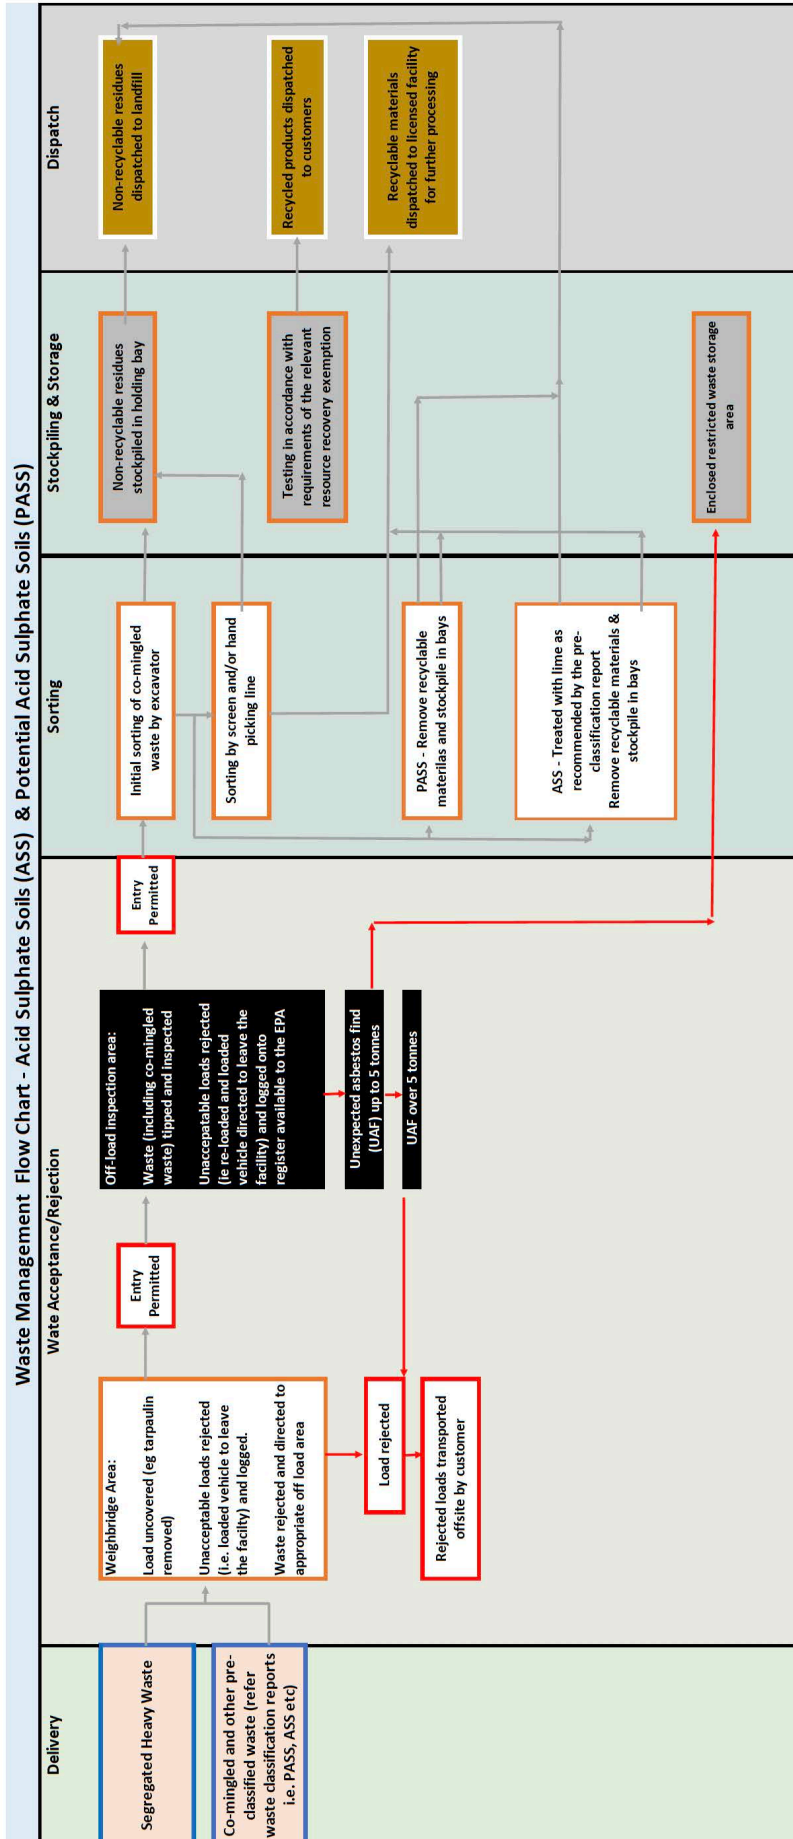 Waste Management Flow Chart - Acid Sulphate Soils (ASS) & Potential Acid Sulphate Soils (PASS)
Delivery
Wate Acceptance/Rejection
Sorting
Stockpiling & Storage
Dispatch
Segregated Heavy Waste
Co-mingled and other pre-
classified waste (refer
waste classification reports
i.e. PASS, ASS etc)
Weighbridge Area:
Load uncovered (eg tarpaulin
removed)
Unacceptable loads rejected
(i.e. loaded vehicle to leave
the facilty) and logged.
Waste rejected and directed to
appropriate off load area
Load rejected
Rejected loads transported
offsite by customer
Entry
Permitted
Off-load inspection area:
Waste (including co-mingled
waste) tipped and inspected
Unaccepatable loads rejected
(ie re-loaded and loaded
vehicle directed to leave the
facility) and logged onto
register available to the EPA
Unexpected asbestos find
(UAF) up to 5 tonnes
UAF over 5 tonnes
Entry
Permitted
Initial sorting of co-mingled
waste by excavator
Sorting by screen and/or hand
picking line
PASS - Remove recyclable
materilas and stockpile in bays
ASS - Treated with lime as
recommended by the pre-
classification report
Remove recyclable materials &
stockpile in bays
Non-recyclable residues
stockpiled in holding bay
Testing in accordance with
requirements of the relevant
resource recovery exemption
Enclosed restricted waste storage
area
Non-recyclable residues
dispatched to landfill
Recycled products dispatched
to customers
Recyclable materials
dispatched to licensed facility
for further processing